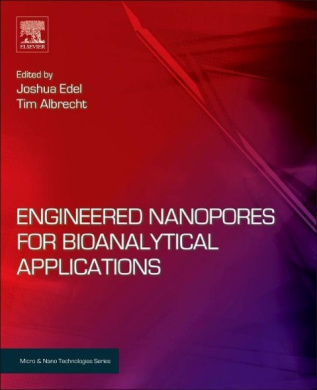 ELSEVIER
Edited by
Joshua Edel
Tim Albrecht
ENGINEERED NANOPORES
FOR BIOANALYTICAL
APPLICATIONS
Micro & Nano Technologies Series